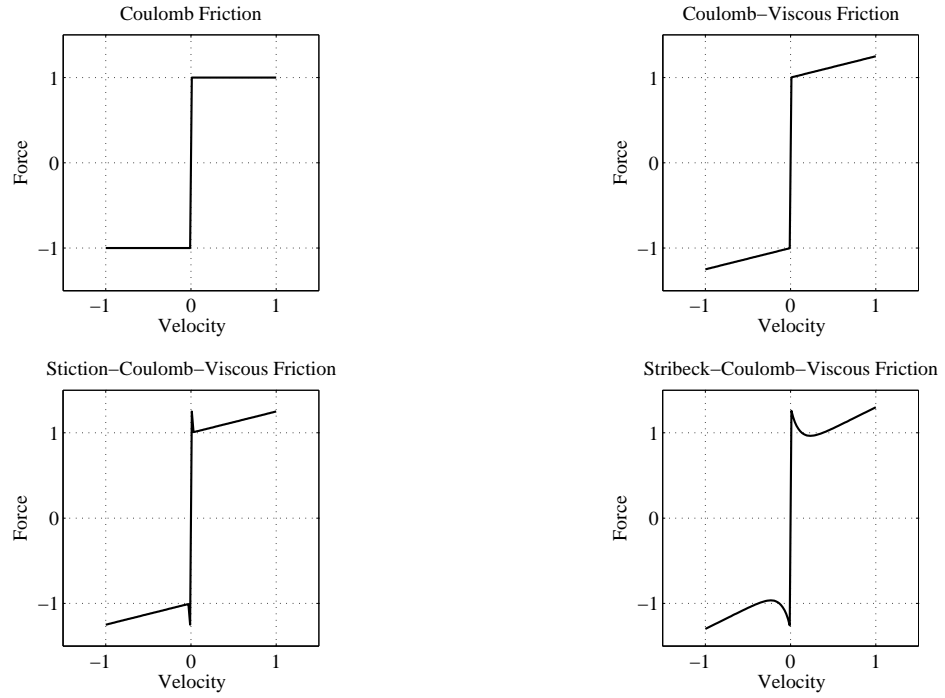 Coulomb Friction
1
0
−1
Force
−1 0 1
Velocity
Coulomb−Viscous Friction
1
0
−1
Force
−1 0 1
Velocity
Stiction−Coulomb−Viscous Friction
1
0
−1
Force
−1 0 1
Velocity
Stribeck−Coulomb−Viscous Friction
1
0
−1
Force
−1 0 1
Velocity